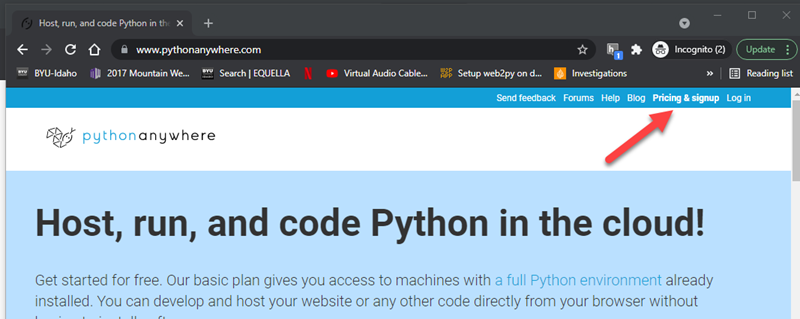 Host, run, and code Python in the
www.pythonanywhere.com
1
Incognito (2)
Update
BYU-Idaho
2017 Mountain We...
BYU
Search | EQUELLA
Virtual Audio Cable...
Setup web2py on d...
Investigations
»
Reading list
Send feedback Forums Help Blog Pricing & signup Log in
pythonanywhere
Host, run, and code Python in the cloud!
Get started for free. Our basic plan gives you access to machines with a full Python environment already
installed. You can develop and host your website or any other code directly from your browser without